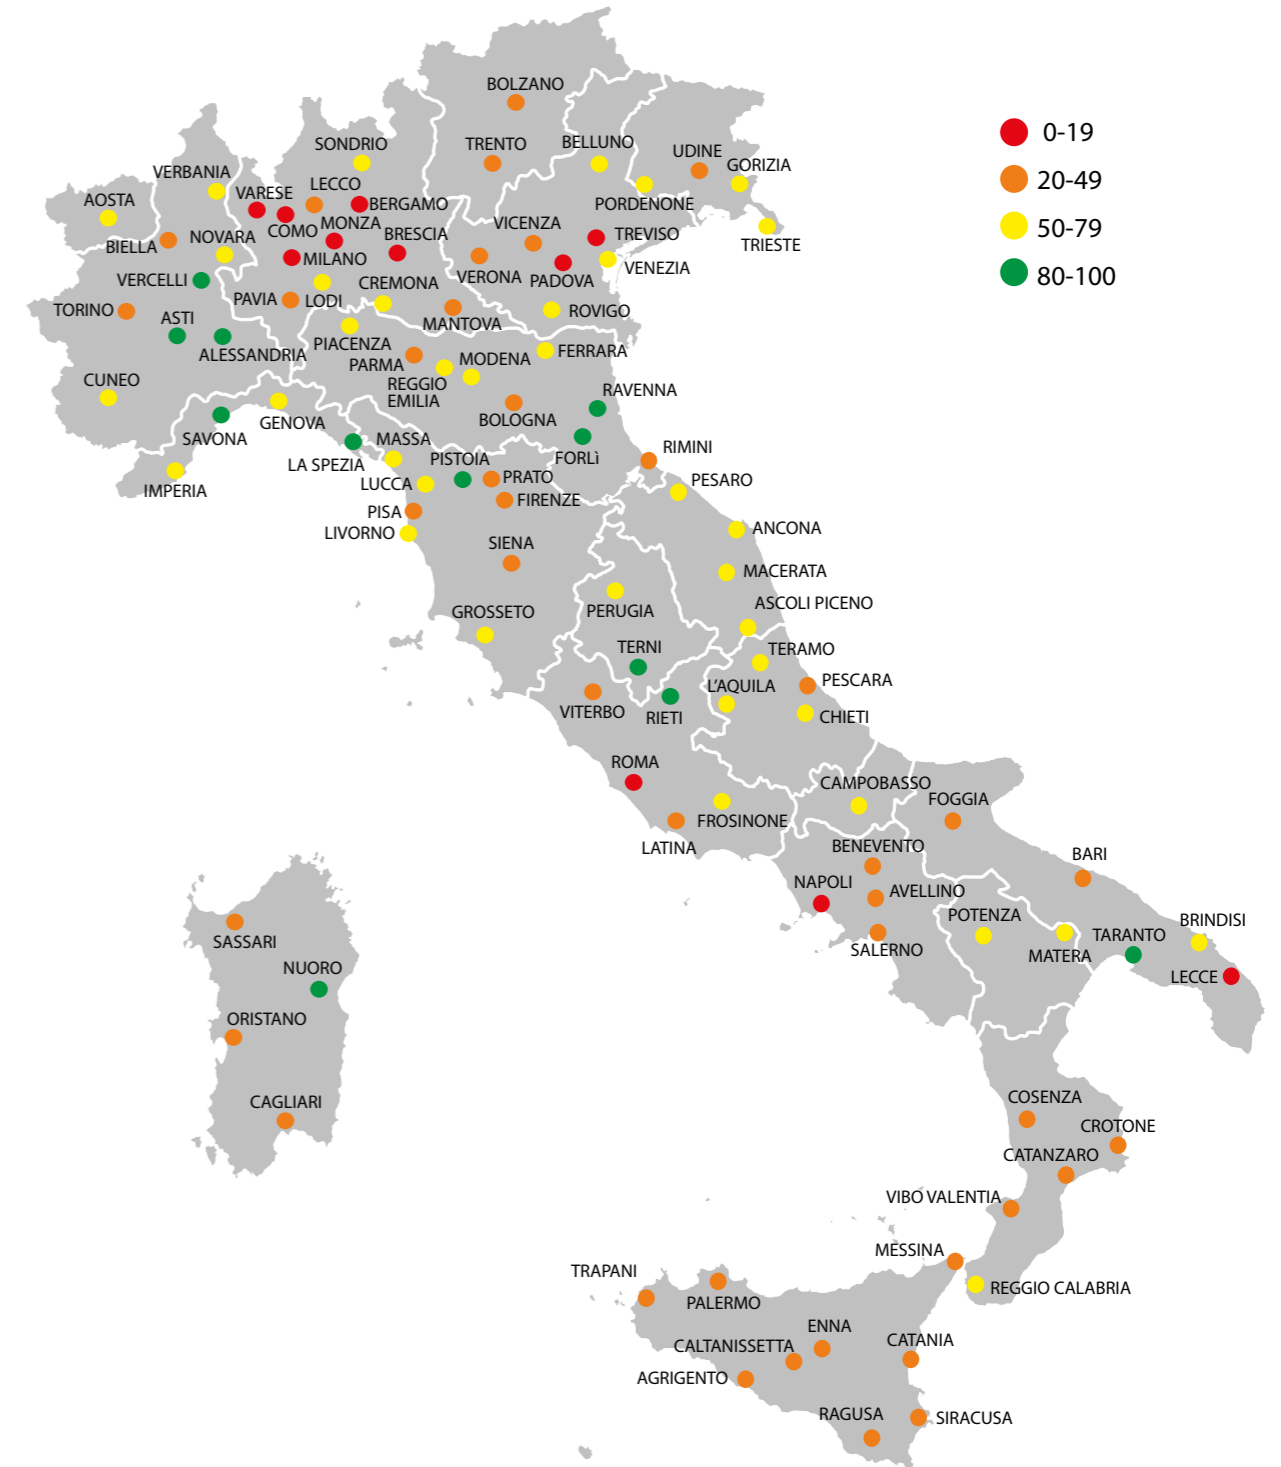 BOLZANO
0-19
SONDRIO
TRENTO
BELLUNO
UDINE
GORIZIA
20-49
VERBANIA
LECCO
AOSTA
VARESE
BERGAMO
PORDENONE
50-79
COMO
MONZA
VICENZA
TREVISO
BIELLA
NOVARA
BRESCIA
TRIESTE
MILANO
VENEZIA
VERCELLI
CREMONA
VERONA
PADOVA
80-100
TORINO
ASTI
PAVIA
LODI
MANTOVA
ROVIGO
ALESSANDRIA
PIACENZA
PARMA
MODENA
FERRARA
CUNEO
REGGIO
EMILIA
RAVENNA
SAVONA
GENOVA
BOLOGNA
LA SPEZIA
MASSA
PISTOIA
FORLì
RIMINI
IMPERIA
LUCCA
PRATO
PESARO
PISA
FIRENZE
LIVORNO
SIENA
ANCONA
MACERATA
GROSSETO
PERUGIA
ASCOLI PICENO
TERNI
TERAMO
L'AQUILA
PESCARA
VITERBO
RIETI
CHIETI
ROMA
CAMPOBASSO
FOGGIA
FROSINONE
LATINA
BENEVENTO
BARI
NAPOLI
AVELLINO
POTENZA
BRINDISI
SASSARI
SALERNO
MATERA
TARANTO
NUORO
LECCE
ORISTANO
CAGLIARI
COSENZA
CROTONE
CATANZARO
VIBO VALENTIA
MESSINA
TRAPANI
REGGIO CALABRIA
PALERMO
ENNA
CATANIA
CALTANISSETTA
AGRIGENTO
RAGUSA
SIRACUSA